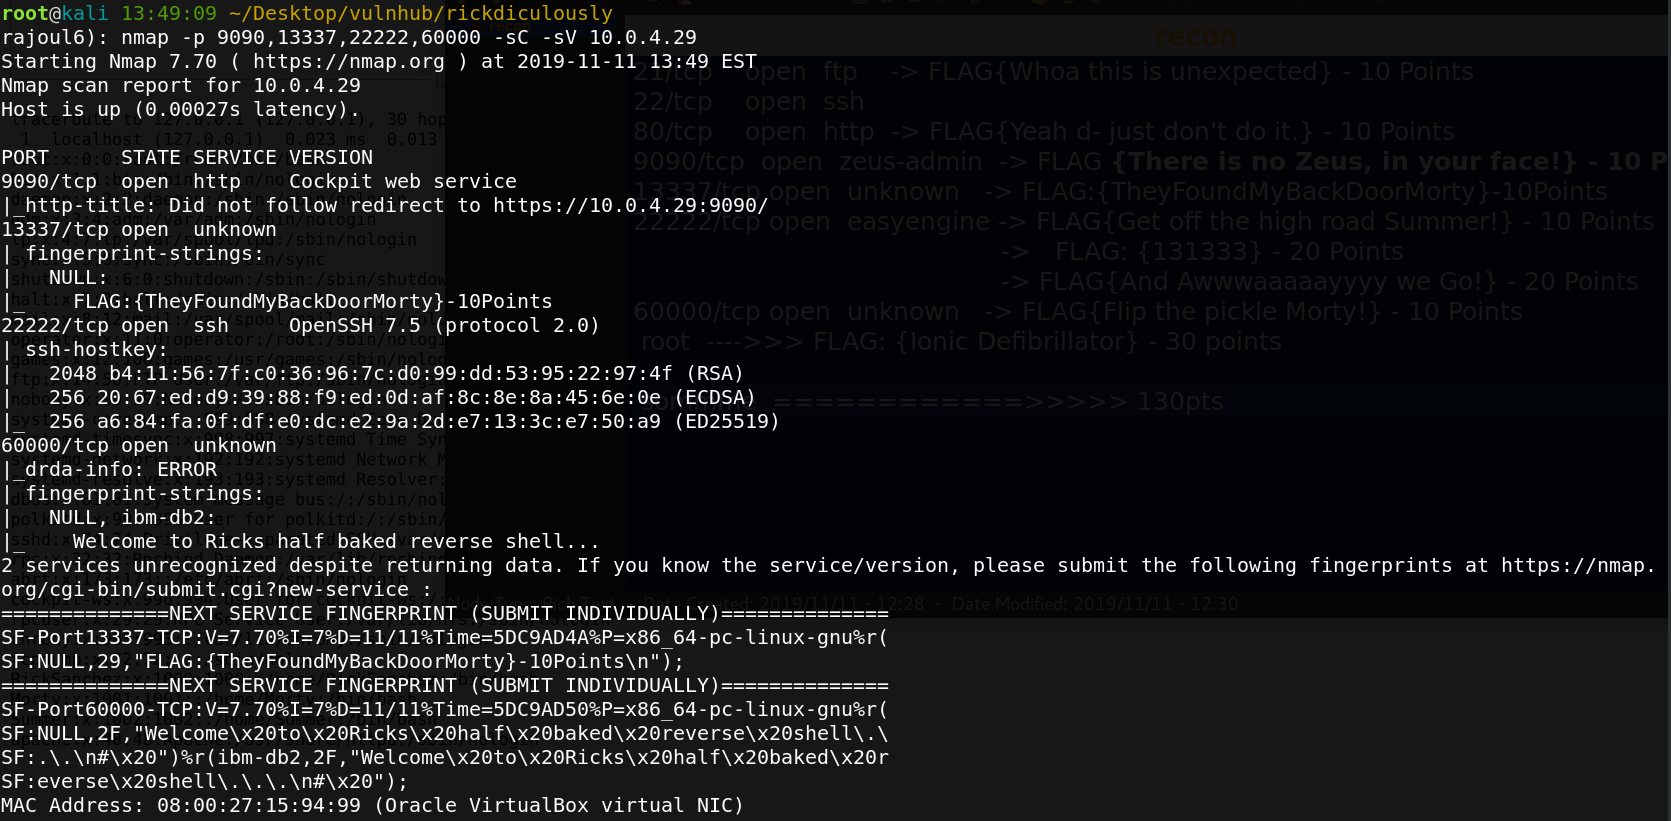 root@kali 13:49:09 ~/Desktop/vulnhub/rickdiculously
rajoul6): nmap -p 9090,13337,22222,60000 -sC -sV 10.0.4.29
Starting Nmap 7.70 ( https://nmap.org ) at 2019-11-11 13:49 EST
Nmap scan report for 10.0.4.29
Host is up (0.00027s latency).
PORT      STATE SERVICE VERSION
9090/tcp  open  http    Cockpit web service
|_http-title: Did not follow redirect to https://10.0.4.29:9090/
13337/tcp open  unknown
| fingerprint-strings:
|   NULL:
|_    FLAG:{TheyFoundMyBackDoorMorty}-10Points
22222/tcp open  ssh     OpenSSH 7.5 (protocol 2.0)
| ssh-hostkey:
|   2048 b4:11:56:7f:c0:36:96:7c:d0:99:dd:53:95:22:97:4f (RSA)
|   256 20:67:ed:d9:39:88:f9:ed:0d:af:8c:8e:8a:45:6e:0e (ECDSA)
|_  256 a6:84:fa:0f:df:e0:dc:e2:9a:2d:e7:13:3c:e7:50:a9 (ED25519)
60000/tcp open  unknown
|_drda-info: ERROR
| fingerprint-strings:
|   NULL, ibm-db2:
|_    Welcome to Ricks half baked reverse shell...
2 services unrecognized despite returning data. If you know the service/version, please submit the following fingerprints at https://nmap.
org/cgi-bin/submit.cgi?new-service :
==============NEXT SERVICE FINGERPRINT (SUBMIT INDIVIDUALLY)==============
SF-Port13337-TCP:V=7.70%I=7%D=11/11%Time=5DC9AD4A%P=x86_64-pc-linux-gnu%r(
SF:NULL,29,"FLAG:{TheyFoundMyBackDoorMorty}-10Points\n");
==============NEXT SERVICE FINGERPRINT (SUBMIT INDIVIDUALLY)==============
SF-Port60000-TCP:V=7.70%I=7%D=11/11%Time=5DC9AD50%P=x86_64-pc-linux-gnu%r(
SF:NULL,2F,"Welcome\x20to\x20Ricks\x20half\x20baked\x20reverse\x20shell\.\
SF:.\.\n#\x20")%r(ibm-db2,2F,"Welcome\x20to\x20Ricks\x20half\x20baked\x20r
SF:everse\x20shell\.\.\.\n#\x20");
MAC Address: 08:00:27:15:94:99 (Oracle VirtualBox virtual NIC)
recon
21/tcp    open  ftp    -> FLAG{Whoa this is unexpected} - 10 Points
22/tcp    open  ssh
80/tcp    open  http  -> FLAG{Yeah d- just don't do it.} - 10 Points
9090/tcp  open  zeus-admin  -> FLAG {There is no Zeus, in your face!} - 10 P
13337/tcp  open  unknown   -> FLAG:{TheyFoundMyBackDoorMorty}-10Points
22222/tcp  open  easyengine -> FLAG{Get off the high road Summer!} - 10 Points
->   FLAG: {131333} - 20 Points
-> FLAG{And Awwwaaaaayyyy we Go!} - 20 Points
60000/tcp  open  unknown   -> FLAG{Flip the pickle Morty!} - 10 Points
root  ---->>> FLAG: {Ionic Defibrillator} - 30 points
============>>>>> 130pts
Date Created: 2019/11/11 - 12:28  -  Date Modified: 2019/11/11 - 12:30